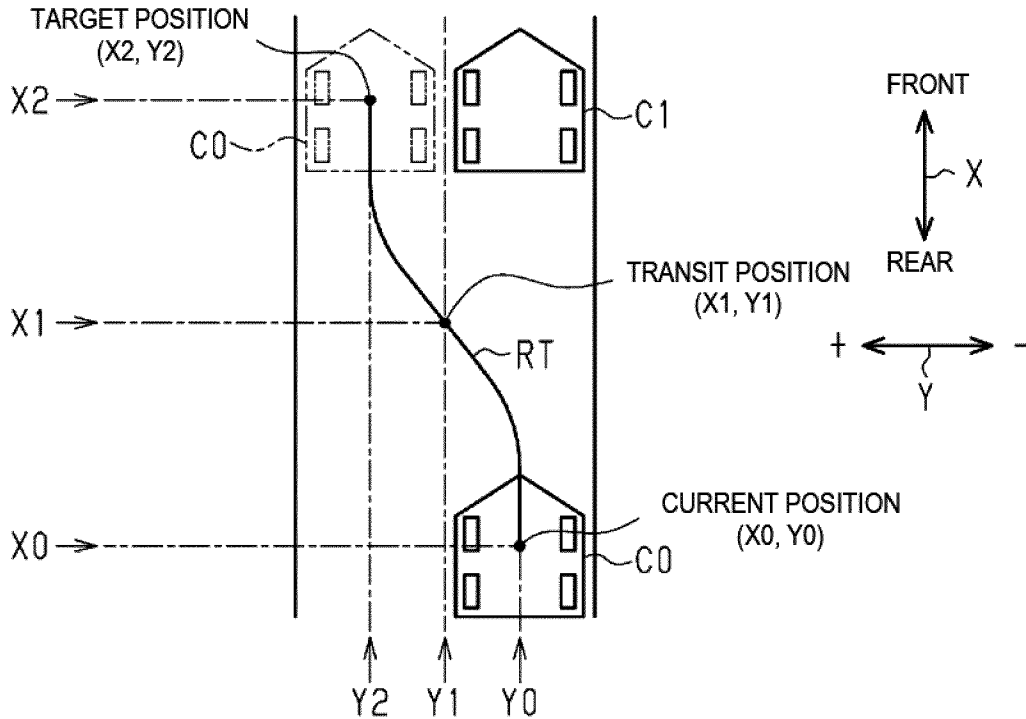 TARGET POSITION
(X2, Y2)
X2
C0
C1
FRONT
X
REAR
TRANSIT POSITION
(X1, Y1)
X1
RT
+
-
Y
CURRENT POSITION
(X0, Y0)
X0
C0
Y2
Y1
Y0